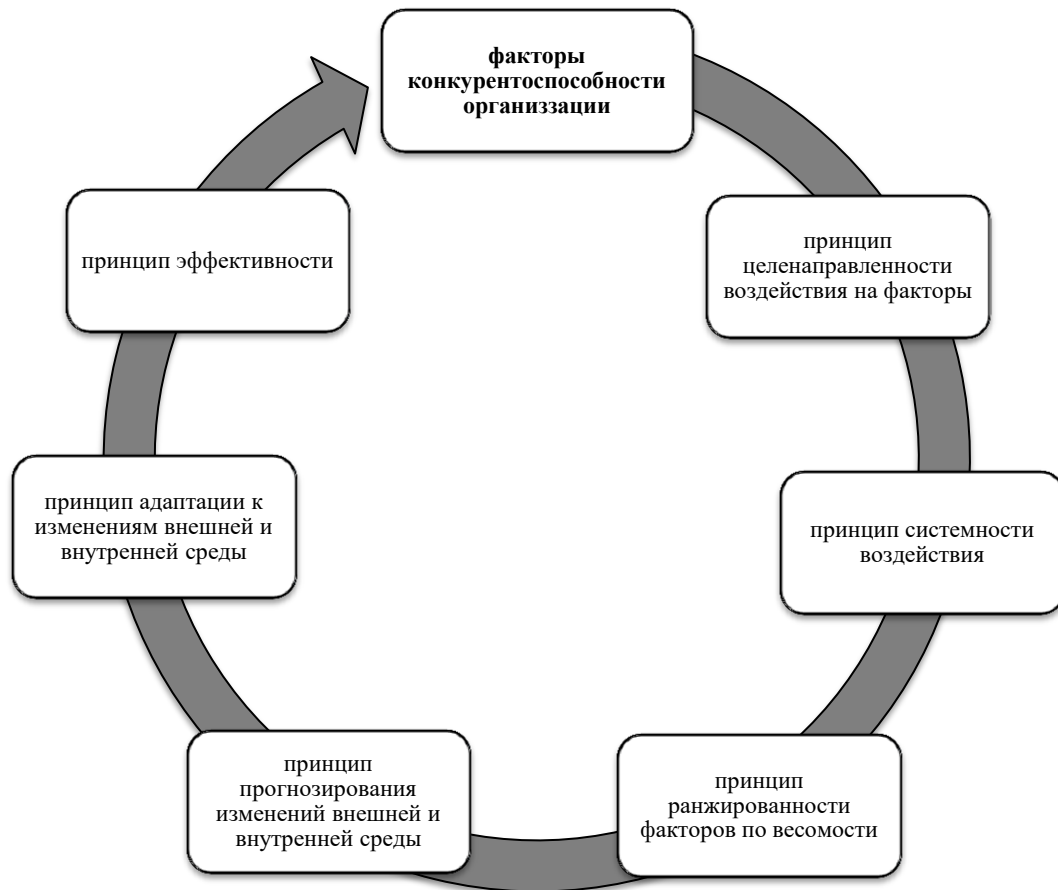 факторы
конкурентоспособности
организзации
принцип
целенаправленности
воздействия на факторы
принцип системности
воздействия
принцип
ранжированности
факторов по весомости
принцип
прогнозирования
изменений внешней и
внутренней среды
принцип адаптации к
изменениям внешней и
внутренней среды
принцип эффективности